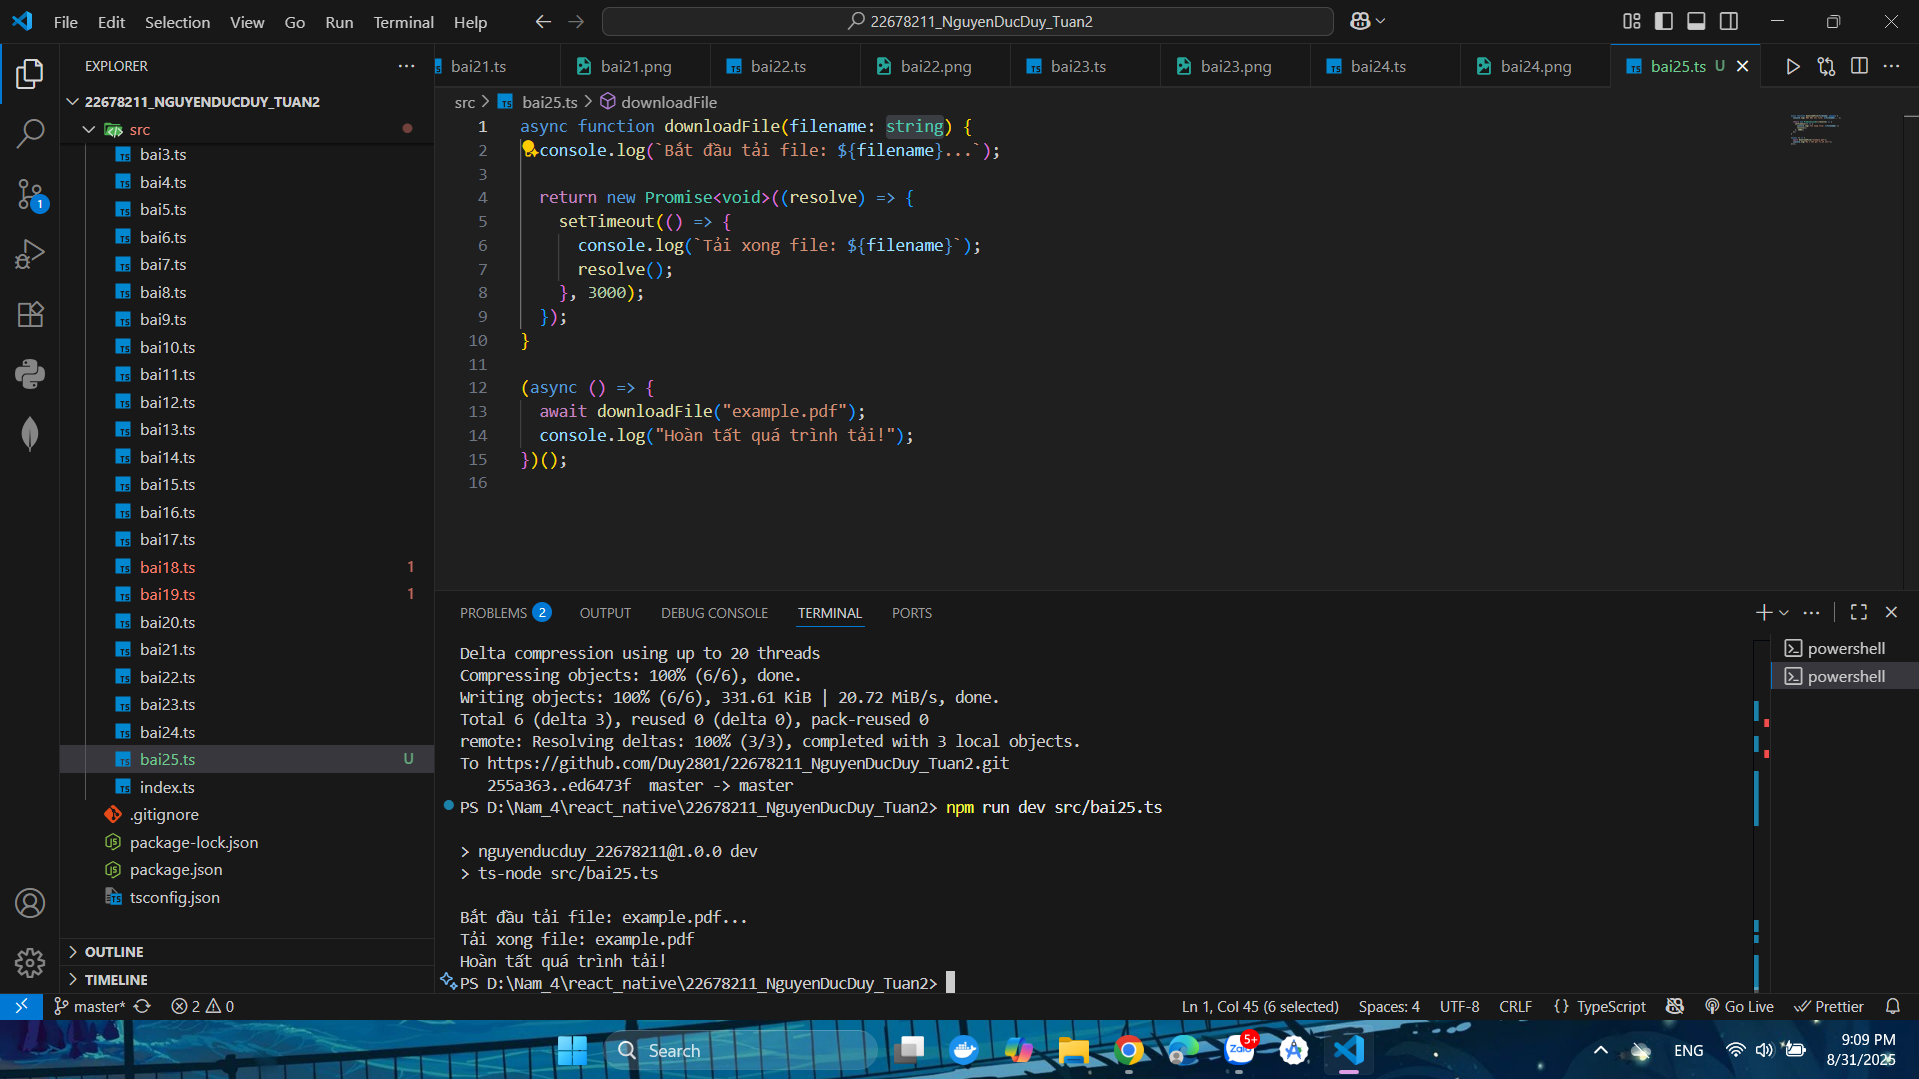 File Edit Selection View Go Run Terminal Help
22678211_NguyenDucDuy_Tuan2
EXPLORER
22678211_NGUYENDUCDUY_TUAN2
src
bai3.ts
bai4.ts
bai5.ts
bai6.ts
bai7.ts
bai8.ts
bai9.ts
bai10.ts
bai11.ts
bai12.ts
bai13.ts
bai14.ts
bai15.ts
bai16.ts
bai17.ts
bai18.ts 1
bai19.ts 1
bai20.ts
bai21.ts
bai22.ts
bai23.ts
bai24.ts
bai25.ts U
index.ts
.gitignore
package-lock.json
package.json
tsconfig.json
OUTLINE
TIMELINE
1
bai21.ts bai21.png bai22.ts bai22.png bai23.ts bai23.png bai24.ts bai24.png bai25.ts U
src > bai25.ts > downloadFile
1 async function downloadFile(filename: string) {
2 console.log(`Bắt đầu tải file: ${filename}...`);
3
4 return new Promise<void>((resolve) => {
5 setTimeout(() => {
6 console.log(`Tải xong file: ${filename}`);
7 resolve();
8 }, 3000);
9 });
10 }
11
12 (async () => {
13 await downloadFile("example.pdf");
14 console.log("Hoàn tất quá trình tải!");
15 })();
16
PROBLEMS 2 OUTPUT DEBUG CONSOLE TERMINAL PORTS
Delta compression using up to 20 threads
Compressing objects: 100% (6/6), done.
Writing objects: 100% (6/6), 331.61 KiB | 20.72 MiB/s, done.
Total 6 (delta 3), reused 0 (delta 0), pack-reused 0
remote: Resolving deltas: 100% (3/3), completed with 3 local objects.
To https://github.com/Duy2801/22678211_NguyenDucDuy_Tuan2.git
255a363..ed6473f master -> master
PS D:\Nam_4\react_native\22678211_NguyenDucDuy_Tuan2> npm run dev src/bai25.ts
> nguyenducduy_22678211@1.0.0 dev
> ts-node src/bai25.ts
Bắt đầu tải file: example.pdf...
Tải xong file: example.pdf
Hoàn tất quá trình tải!
PS D:\Nam_4\react_native\22678211_NguyenDucDuy_Tuan2>
powershell
powershell
master* 2 0
Ln 1, Col 45 (6 selected) Spaces: 4 UTF-8 CRLF {} TypeScript Go Live Prettier
Search
Zalo 5+
ENG
9:09 PM
8/31/2025